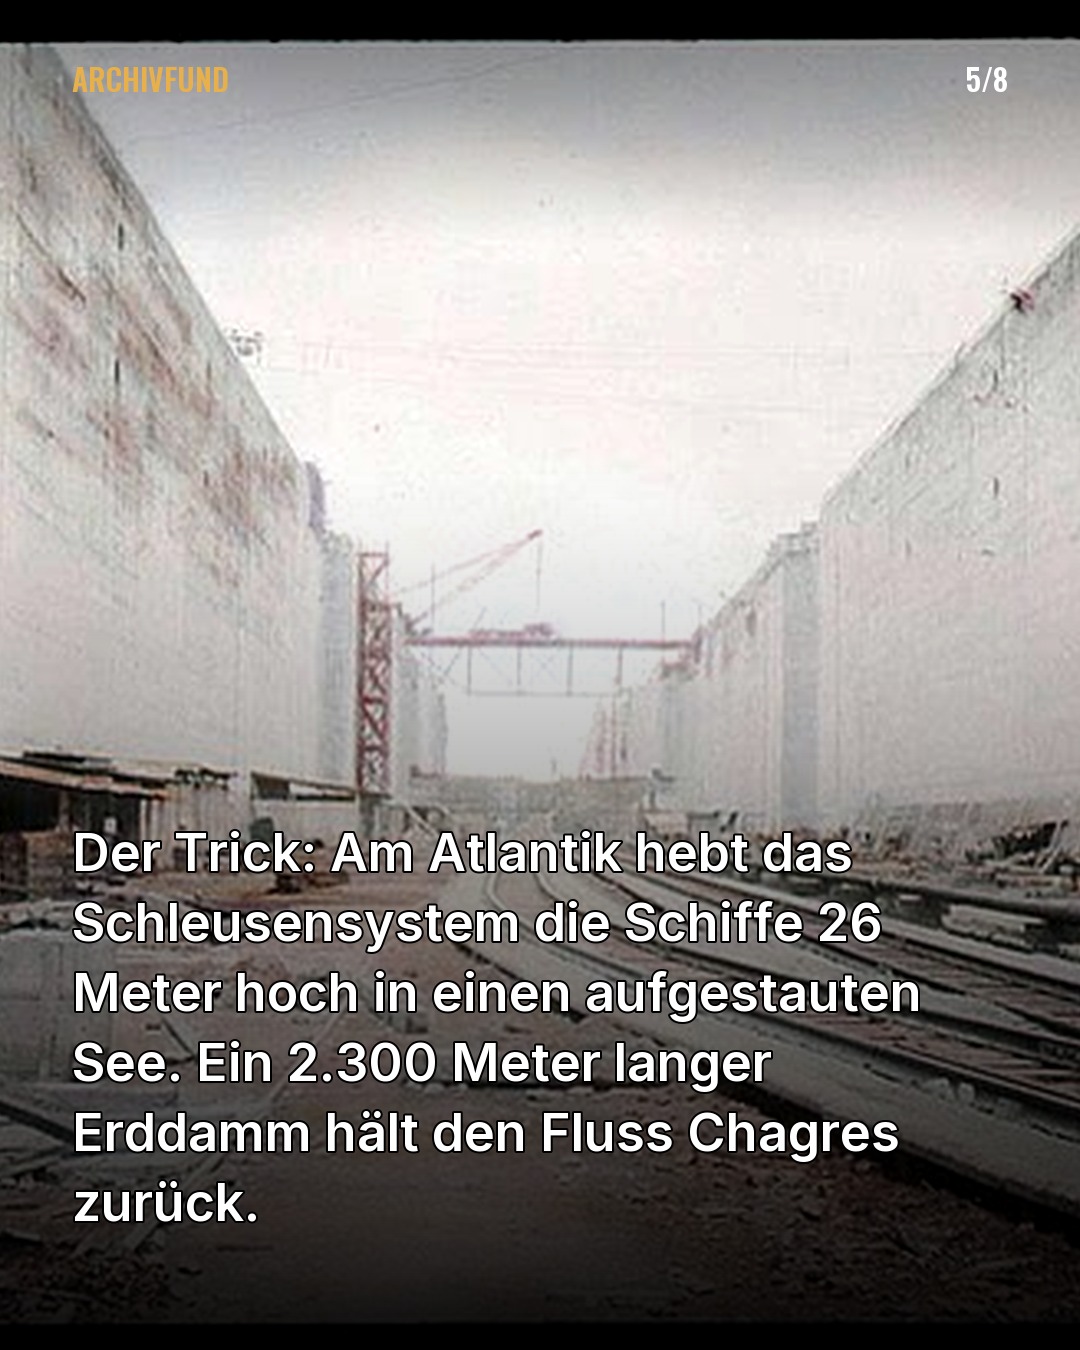 ARCHIVFUND
5/8
Der Trick: Am Atlantik hebt das
Schleusensystem die Schiffe 26
Meter hoch in einen aufgestauten
See. Ein 2.300 Meter langer
Erddamm hält den Fluss Chagres
zurück.